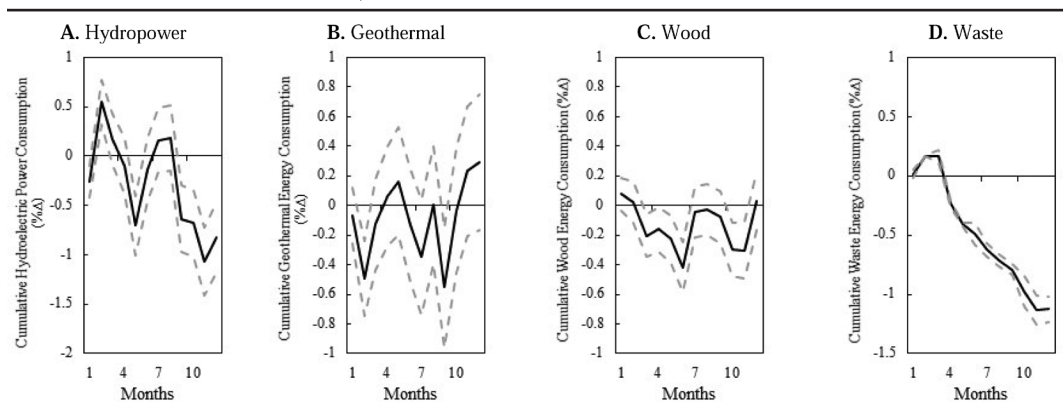 A. Hydropower
Cumulative Hydroelectric Power Consumption
(%Δ)
1
0.5
0
-0.5
-1
-1.5
-2
1 4 7 10
Months
B. Geothermal
Cumulative Geothermal Energy Consumption
(%Δ)
1
0.8
0.6
0.4
0.2
0
-0.2
-0.4
-0.6
-0.8
-1
1 4 7 10
Months
C. Wood
Cumulative Wood Energy Consumption (%Δ)
1
0.8
0.6
0.4
0.2
0
-0.2
-0.4
-0.6
-0.8
-1
1 4 7 10
Months
D. Waste
Cumulative Waste Energy Consumption (%Δ)
1
0.5
0
-0.5
-1
-1.5
1 4 7 10
Months